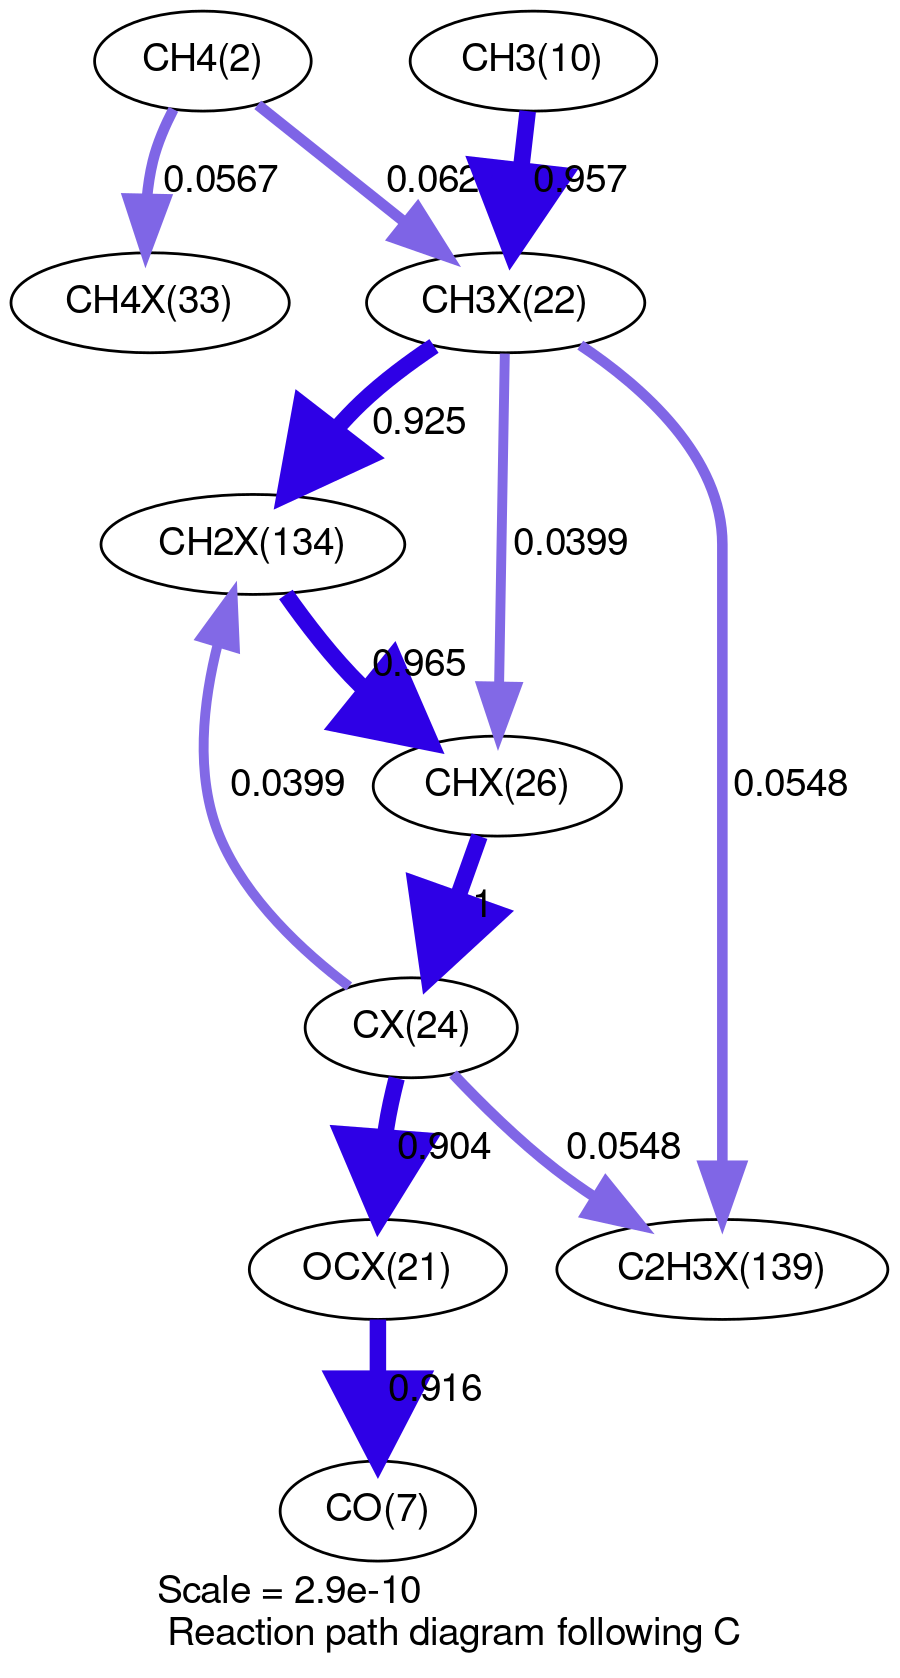 CH4(2)
CH3(10)
0.0567
0.062
0.957
CH4X(33)
CH3X(22)
0.925
CH2X(134)
0.0399
0.965
0.0399
0.0548
CHX(26)
1
CX(24)
0.904
0.0548
OCX(21)
C2H3X(139)
0.916
CO(7)
Scale = 2.9e-10
Reaction path diagram following C